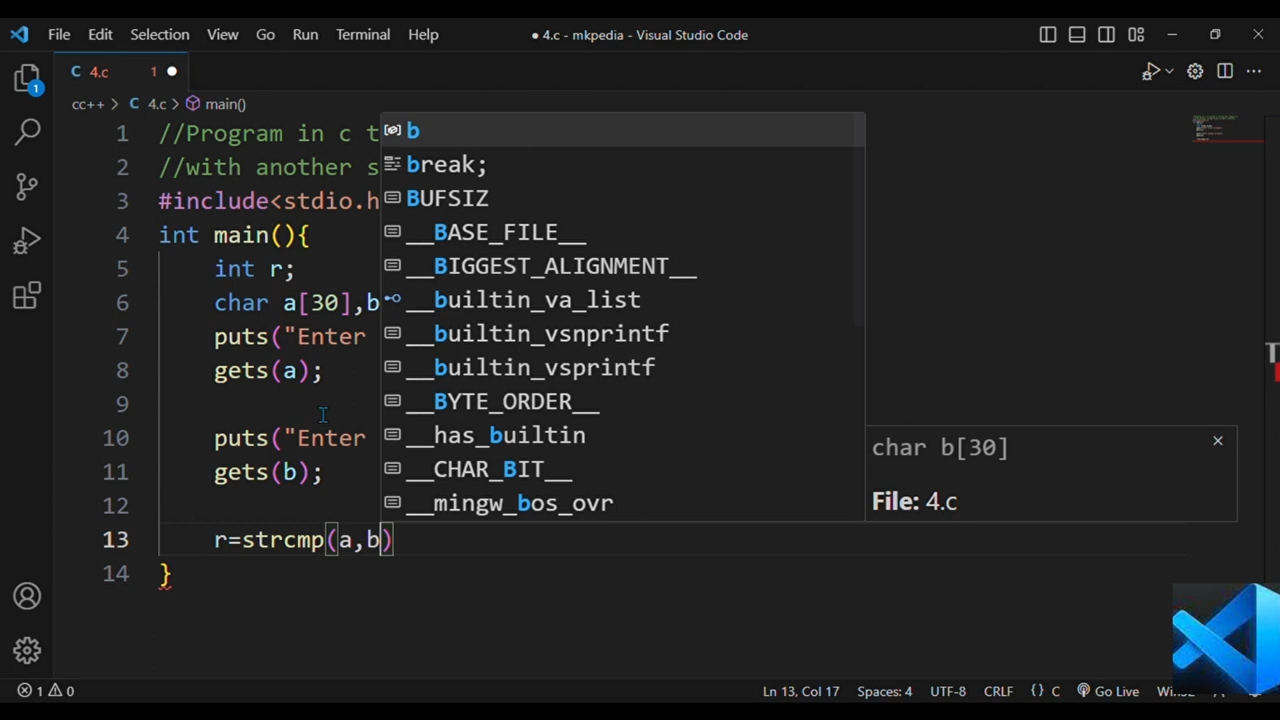 File Edit Selection View Go Run Terminal Help ● 4.c - mkpedia - Visual Studio Code
C 4.c 1 ●
1
cc++ > C 4.c > main()
1 //Program in c t
2 //with another s
3 #include<stdio.h
4 int main(){
5 int r;
6 char a[30],b
7 puts("Enter
8 gets(a);
9
10 puts("Enter
11 gets(b);
12
13 r=strcmp(a,b)
14 }
b
break;
BUFSIZ
__BASE_FILE__
__BIGGEST_ALIGNMENT__
__builtin_va_list
__builtin_vsnprintf
__builtin_vsprintf
__BYTE_ORDER__
__has_builtin
__CHAR_BIT__
__mingw_bos_ovr
char b[30]
File: 4.c
1 0 Ln 13, Col 17 Spaces: 4 UTF-8 CRLF {} C Go Live